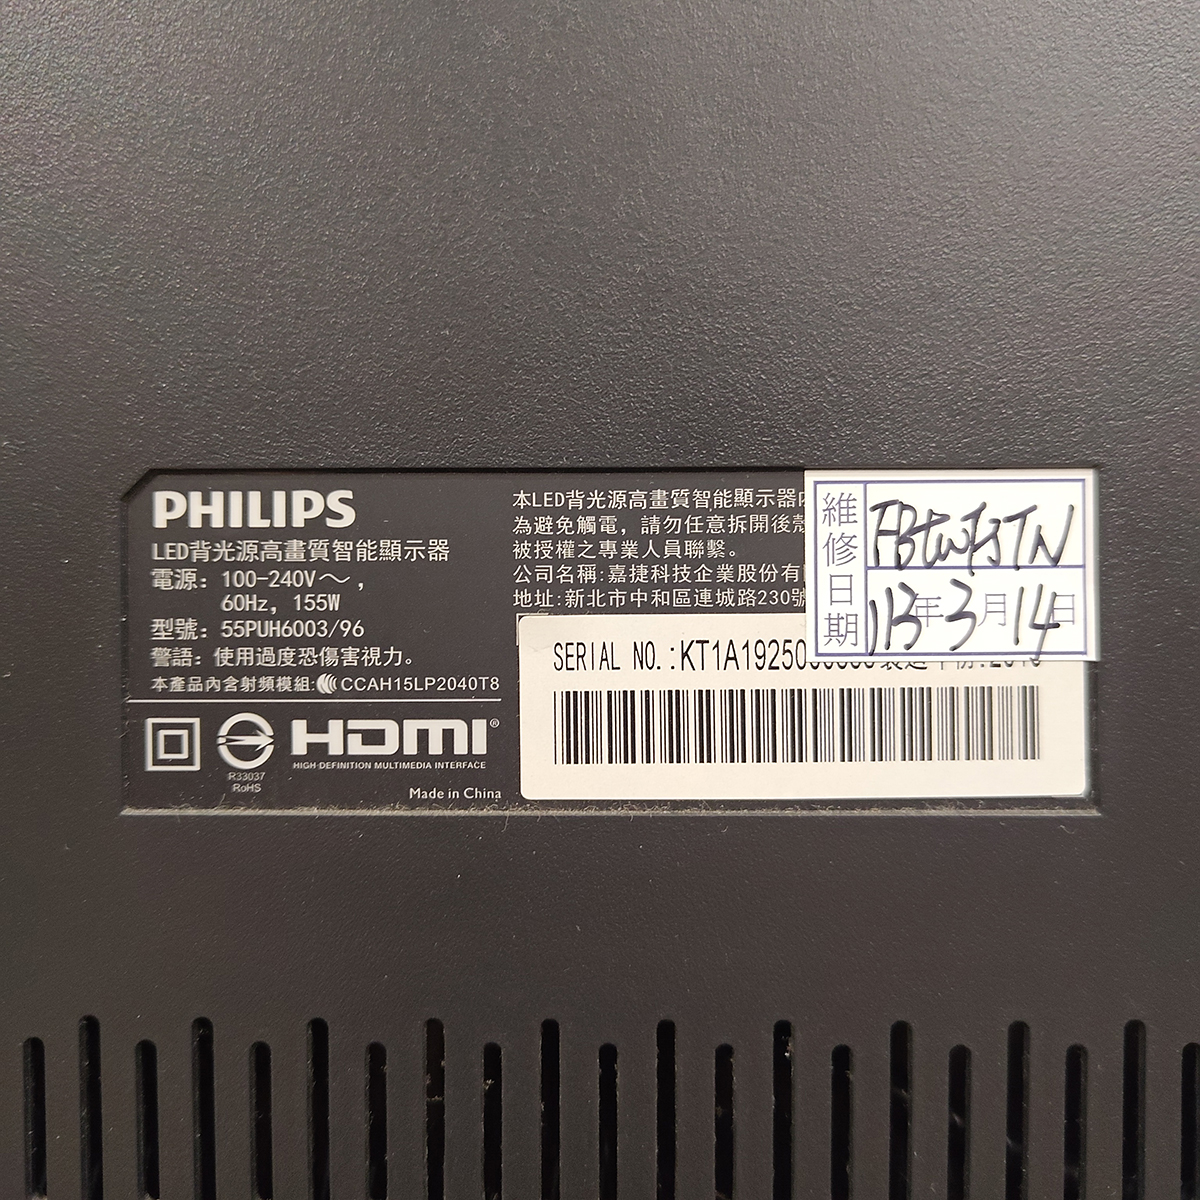 PHILIPS
LED背光源高畫質智能顯示器
電源: 100-240V～,
60Hz, 155W
型號: 55PUH6003/96
警語: 使用過度恐傷害視力。
本產品內含射頻模組: CCAH15LP2040T8
R33037
RoHS
HDMI®
HIGH-DEFINITION MULTIMEDIA INTERFACE
Made in China
本LED背光源高畫質智能顯示器
為避免觸電，請勿任意拆開後殼
被授權之專業人員聯繫。
公司名稱:嘉捷科技企業股份有
地址:新北市中和區連城路230號
SERIAL NO.:KT1A1925
維修日期
113年3月14日